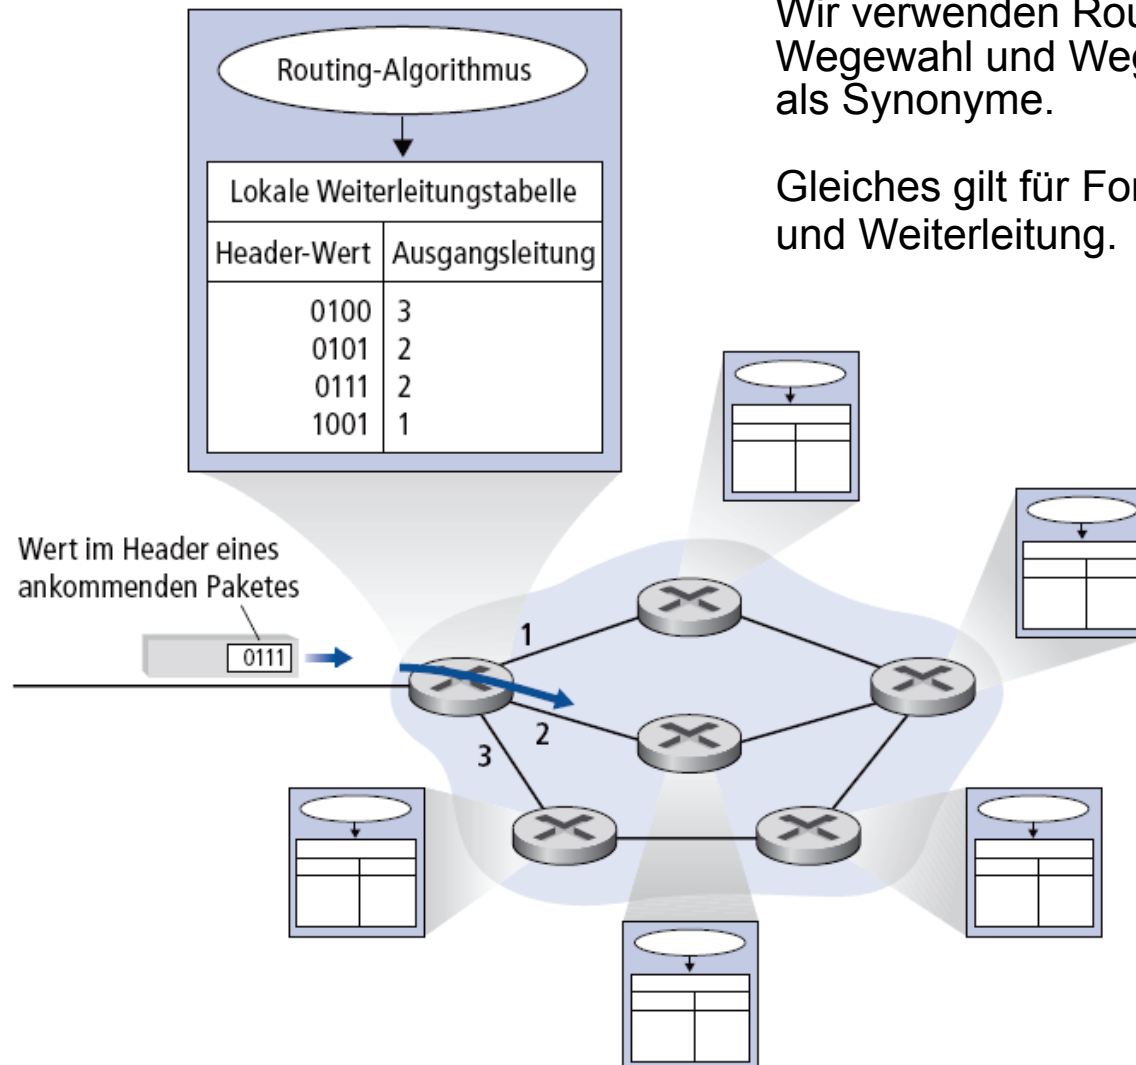 Wir verwenden
Wegewahl und
als Synonyme.
Gleiches gilt für
und Weiterleitung.
Routing-Algorithmus
Lokale Weiterleitungstabelle
Header-Wert Ausgangsleitung
0100 3
0101 2
0111 2
1001 1
Wert im Header eines
ankommenden Paketes
0111
1
2
3